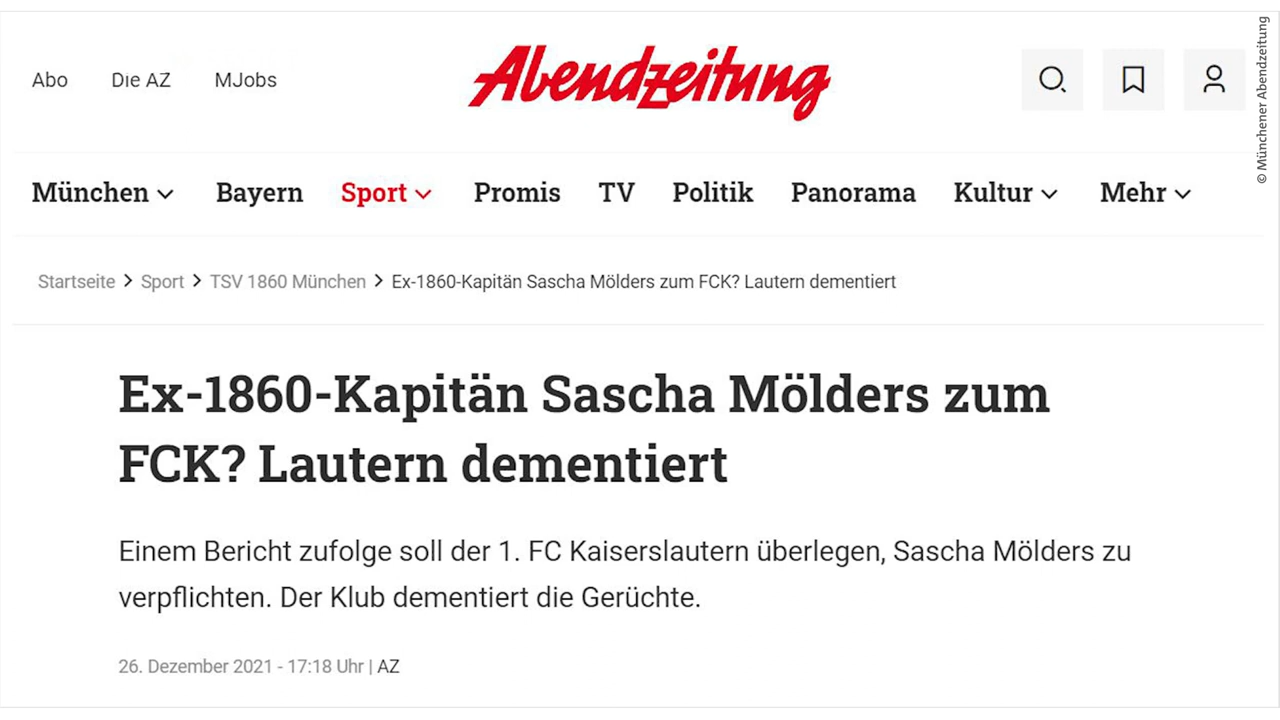 Abo Die AZ MJobs
Abendzeitung
© Münchener Abendzeitung
München Bayern Sport Promis TV Politik Panorama Kultur Mehr
Startseite > Sport > TSV 1860 München > Ex-1860-Kapitän Sascha Mölders zum FCK? Lautern dementiert
Ex-1860-Kapitän Sascha Mölders zum
FCK? Lautern dementiert
Einem Bericht zufolge soll der 1. FC Kaiserslautern überlegen, Sascha Mölders zu
verpflichten. Der Klub dementiert die Gerüchte.
26. Dezember 2021 - 17:18 Uhr | AZ